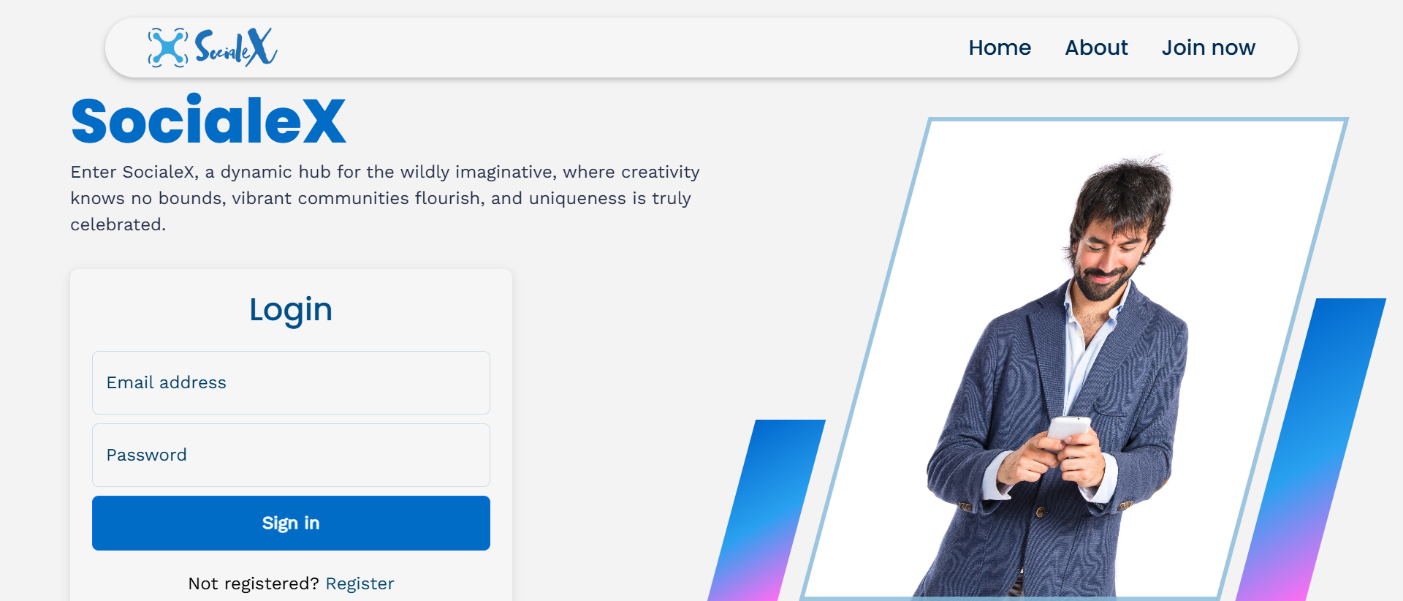 SocialeX
Home
About
Join now
SocialeX
Enter SocialeX, a dynamic hub for the wildly imaginative, where creativity
knows no bounds, vibrant communities flourish, and uniqueness is truly
celebrated.
Login
Email address
Password
Sign in
Not registered? Register